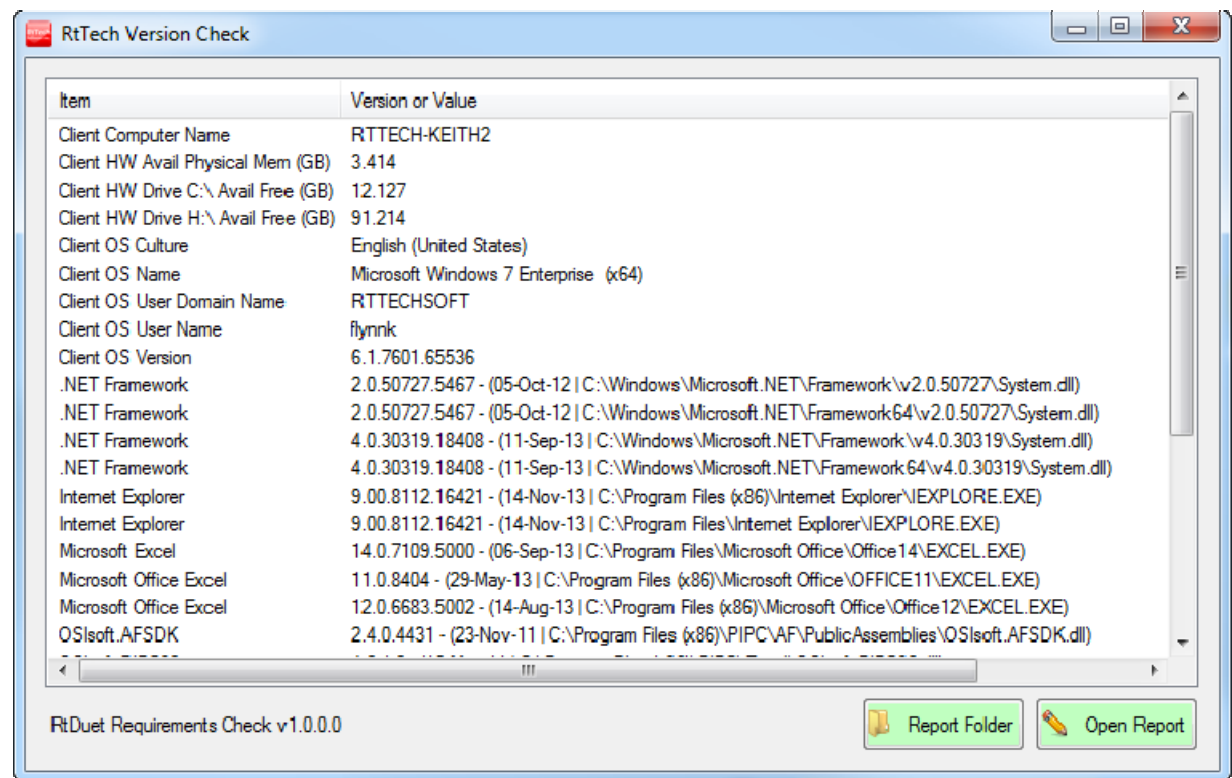 RtTech Version Check
Item Version or Value
Client Computer Name RTTECH-KEITH2
Client HW Avail Physical Mem (GB) 3.414
Client HW Drive C:\ Avail Free (GB) 12.127
Client HW Drive H:\ Avail Free (GB) 91.214
Client OS Culture English (United States)
Client OS Name Microsoft Windows 7 Enterprise (x64)
Client OS User Domain Name RTTECHSOFT
Client OS User Name flynnk
Client OS Version 6.1.7601.65536
.NET Framework 2.0.50727.5467 - (05-Oct-12 | C:\Windows\Microsoft.NET\Framework\v2.0.50727\System.dll)
.NET Framework 2.0.50727.5467 - (05-Oct-12 | C:\Windows\Microsoft.NET\Framework64\v2.0.50727\System.dll)
.NET Framework 4.0.30319.18408 - (11-Sep-13 | C:\Windows\Microsoft.NET\Framework\v4.0.30319\System.dll)
.NET Framework 4.0.30319.18408 - (11-Sep-13 | C:\Windows\Microsoft.NET\Framework64\v4.0.30319\System.dll)
Internet Explorer 9.00.8112.16421 - (14-Nov-13 | C:\Program Files (x86)\Internet Explorer\IEXPLORE.EXE)
Internet Explorer 9.00.8112.16421 - (14-Nov-13 | C:\Program Files\Internet Explorer\IEXPLORE.EXE)
Microsoft Excel 14.0.7109.5000 - (06-Sep-13 | C:\Program Files\Microsoft Office\Office14\EXCEL.EXE)
Microsoft Office Excel 11.0.8404 - (29-May-13 | C:\Program Files (x86)\Microsoft Office\OFFICE11\EXCEL.EXE)
Microsoft Office Excel 12.0.6683.5002 - (14-Aug-13 | C:\Program Files (x86)\Microsoft Office\Office12\EXCEL.EXE)
OSIsoft.AFSDK 2.4.0.4431 - (23-Nov-11 | C:\Program Files (x86)\PIPC\AF\PublicAssemblies\OSIsoft.AFSDK.dll)
RtDuet Requirements Check v1.0.0.0 Report Folder Open Report